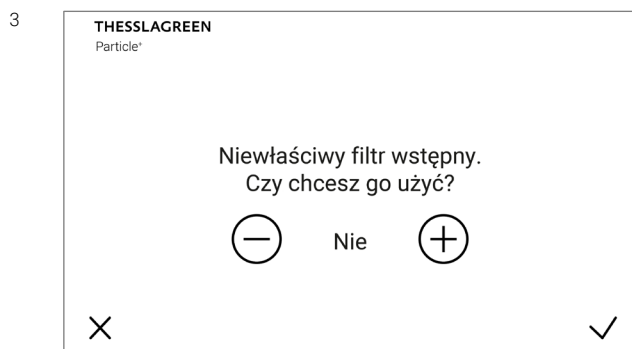 3
THESSLAGREEN
Particle⁺
Niewłaściwy filtr wstępny.
Czy chcesz go użyć?
Nie